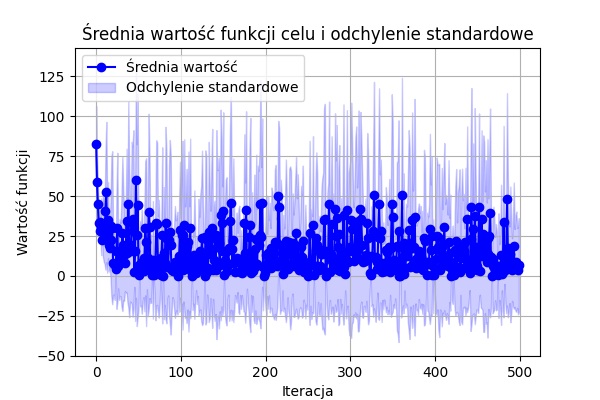 Średnia wartość funkcji celu i odchylenie standardowe
Średnia wartość
Odchylenie standardowe
Wartość funkcji
125
100
75
50
25
0
−25
−50
0 100 200 300 400 500
Iteracja